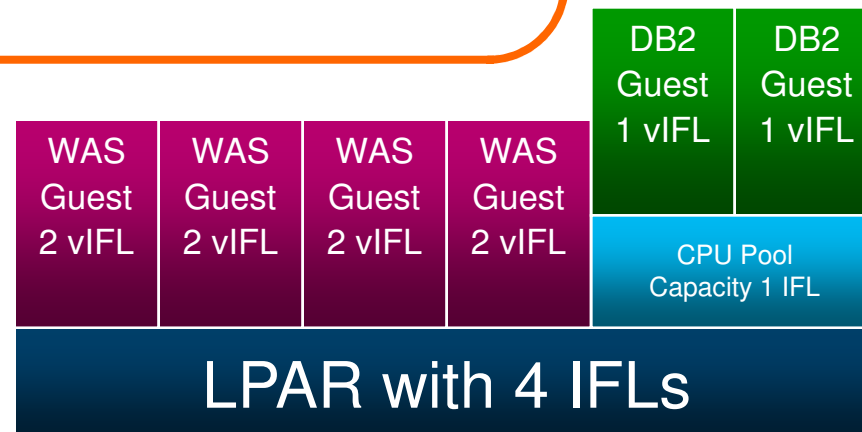 WAS
Guest
2 vIFL
WAS
Guest
2 vIFL
WAS
Guest
2 vIFL
WAS
Guest
2 vIFL
DB2
Guest
1 vIFL
DB2
Guest
1 vIFL
CPU Pool
Capacity 1 IFL
LPAR with 4 IFLs